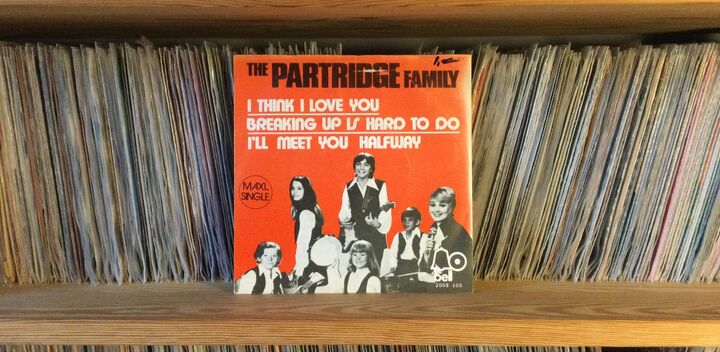 THE PARTRIDGE FAMILY
I THINK I LOVE YOU
BREAKING UP IS HARD TO DO
I'LL MEET YOU HALFWAY
MAXI
SINGLE
bell
2008 100